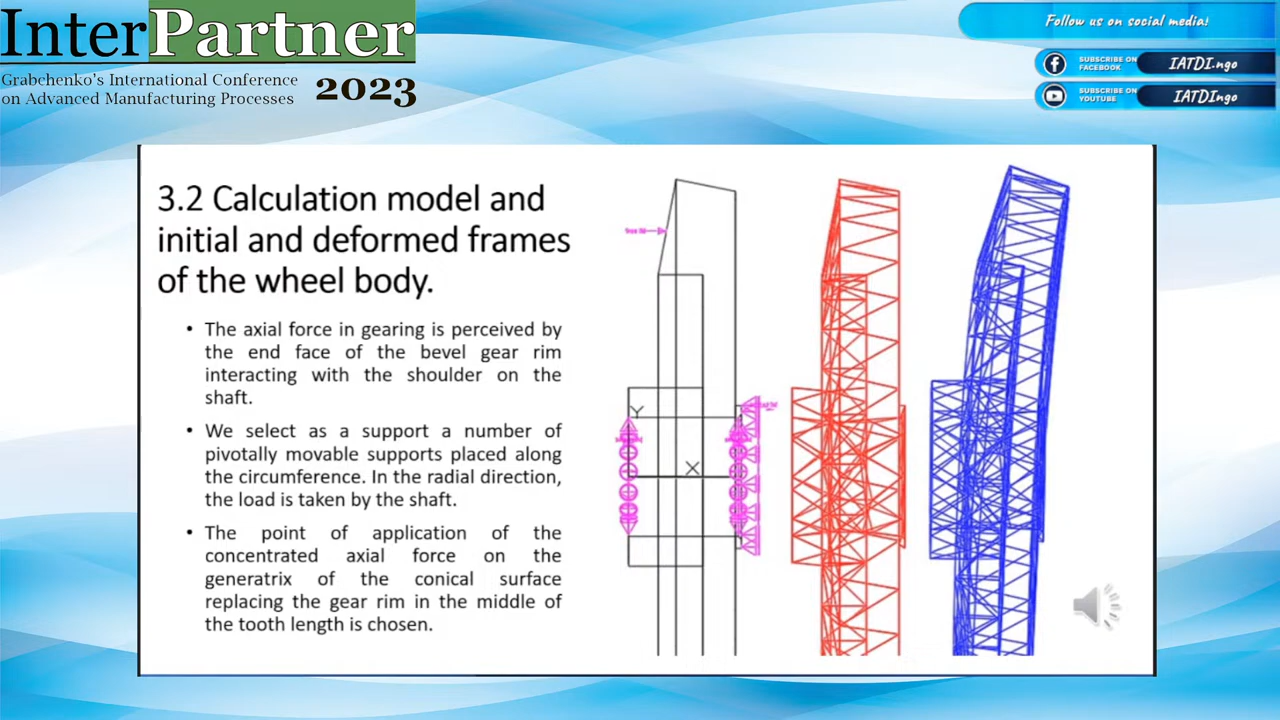 InterPartner
Grabchenko's International Conference
on Advanced Manufacturing Processes
2023
Follow us on social media!
SUBSCRIBE ON
FACEBOOK
IATDI.ngo
SUBSCRIBE ON
YOUTUBE
IATDIngo
3.2 Calculation model and
initial and deformed frames
of the wheel body.
• The axial force in gearing is perceived by
the end face of the bevel gear rim
interacting with the shoulder on the
shaft.
• We select as a support a number of
pivotally movable supports placed along
the circumference. In the radial direction,
the load is taken by the shaft.
• The point of application of the
concentrated axial force on the
generatrix of the conical surface
replacing the gear rim in the middle of
the tooth length is chosen.
Y
X